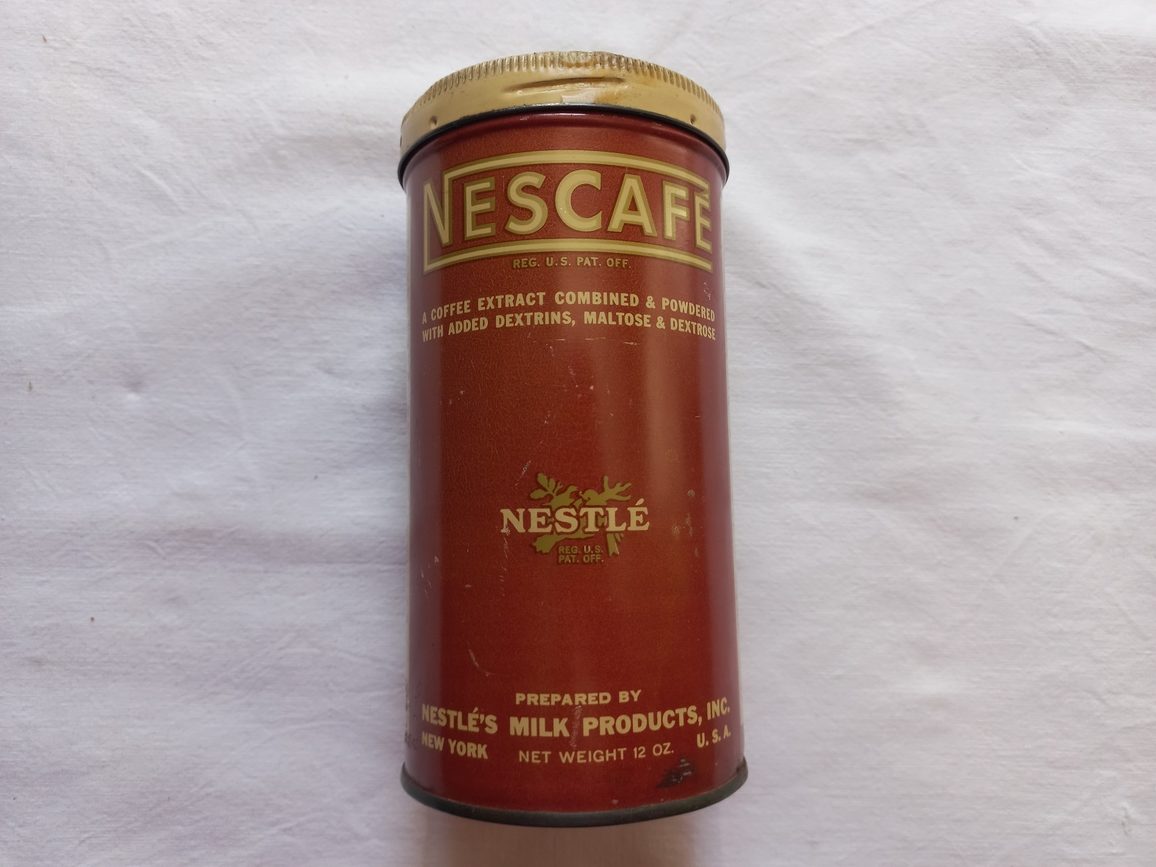 NESCAFÉ
REG. U.S. PAT. OFF.
A COFFEE EXTRACT COMBINED & POWDERED
WITH ADDED DEXTRINS, MALTOSE & DEXTROSE
NESTLÉ
REG. U.S.
PAT. OFF.
PREPARED BY
NESTLÉ'S MILK PRODUCTS, INC.
NEW YORK NET WEIGHT 12 OZ. U. S. A.